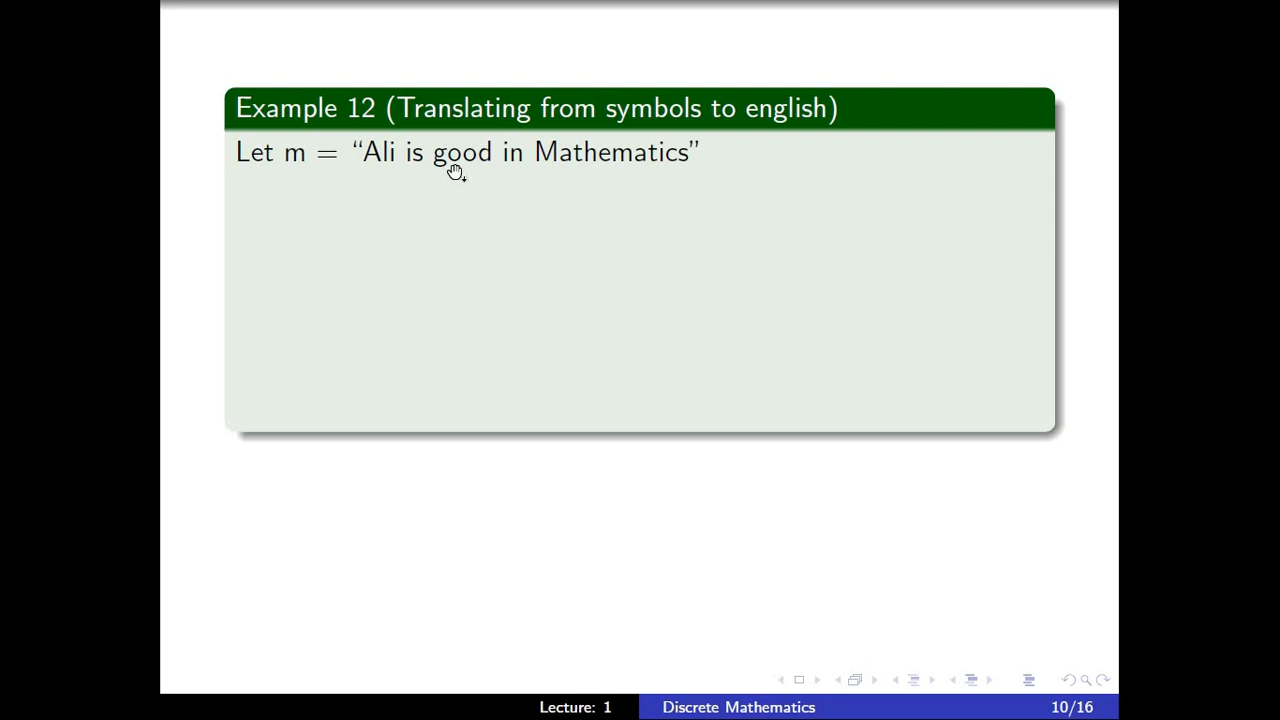 Example 12 (Translating from symbols to english)
Let m = “Ali is good in Mathematics”
Lecture: 1 Discrete Mathematics 10/16